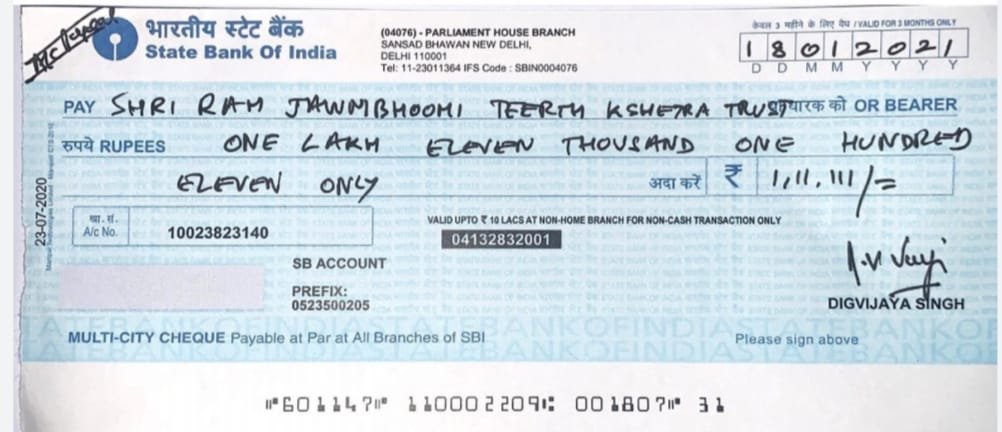 A/c Payee
भारतीय स्टेट बैंक
State Bank Of India
(04076) - PARLIAMENT HOUSE BRANCH
SANSAD BHAWAN NEW DELHI,
DELHI 110001
Tel: 11-23011364 IFS Code : SBIN0004076
केवल 3 महीने के लिए वैध / VALID FOR 3 MONTHS ONLY
18012021
D D M M Y Y Y Y
PAY SHRI RAM JANMBHOOMI TEERTH KSHETRA TRUST धारक को OR BEARER
रुपये RUPEES ONE LAKH ELEVEN THOUSAND ONE HUNDRED
ELEVEN ONLY अदा करें ₹ 1,11,111/=
23-07-2020
खा. सं.
A/c No. 10023823140
VALID UPTO ₹ 10 LACS AT NON-HOME BRANCH FOR NON-CASH TRANSACTION ONLY
04132832001
SB ACCOUNT
PREFIX:
0523500205
DIGVIJAYA SINGH
MULTI-CITY CHEQUE Payable at Par at All Branches of SBI
Please sign above
⑈601147⑈ 110002209⑆ 001807⑈ 31